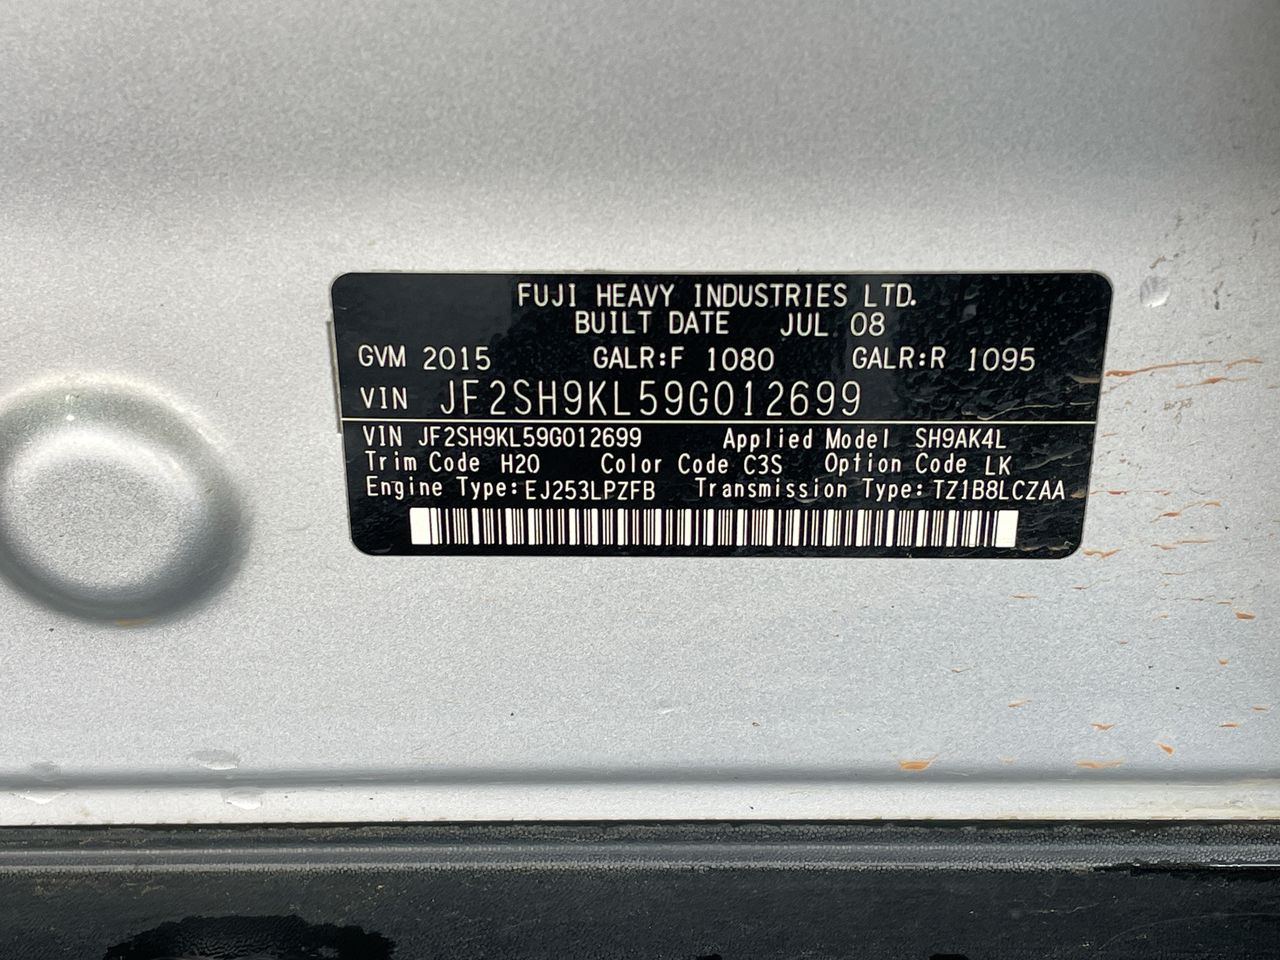 FUJI HEAVY INDUSTRIES LTD.
BUILT DATE JUL 08
GVM 2015 GALR:F 1080 GALR:R 1095
VIN JF2SH9KL59G012699
VIN JF2SH9KL59G012699 Applied Model SH9AK4L
Trim Code H20 Color Code C3S Option Code LK
Engine Type:EJ253LPZFB Transmission Type:TZ1B8LCZAA